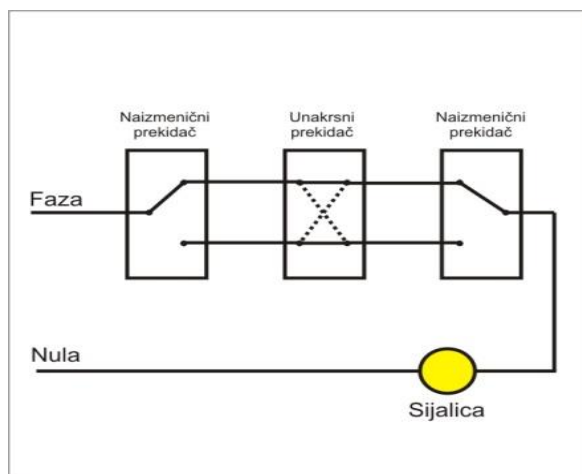 Naizmenični
prekidač
Unakrsni
prekidač
Naizmenični
prekidač
Faza
Nula
Sijalica